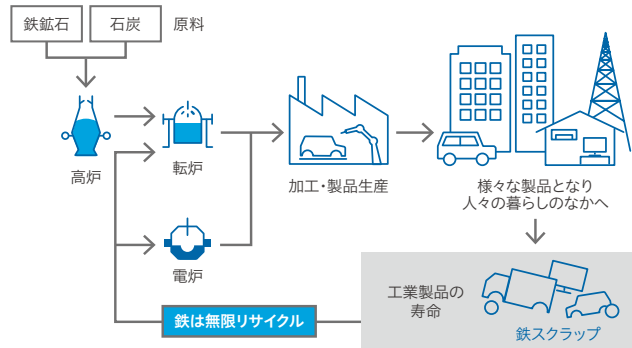 鉄鉱石
石炭
原料
高炉
転炉
電炉
加工・製品生産
様々な製品となり
人々の暮らしのなかへ
工業製品の
寿命
鉄スクラップ
鉄は無限リサイクル